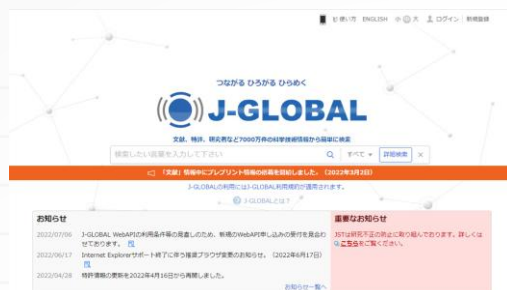 使い方 ENGLISH 小 中 大 ログイン 新規登録
つながる ひろがる ひらめく
J-GLOBAL
文献、特許、研究者など7000万件の科学技術情報から簡単に検索
検索したい言葉を入力して下さい すべて 詳細検索 ×
「文献」情報中にプレプリント情報の搭載を開始しました。（2022年3月2日）
J-GLOBALの利用にはJ-GLOBAL利用規約が適用されます。
J-GLOBALとは？
お知らせ
2022/07/06 J-GLOBAL WebAPIの利用条件等の見直しのため、新規のWebAPI申し込みの受付を見合わせております。
2022/06/17 Internet Explorerサポート終了に伴う推奨ブラウザ変更のお知らせ。（2022年6月17日）
2022/04/28 特許情報の更新を2022年4月16日から再開しました。
お知らせ一覧へ
重要なお知らせ
JSTは研究不正の防止に取り組んでおります。詳しくは
こちらをご覧ください。